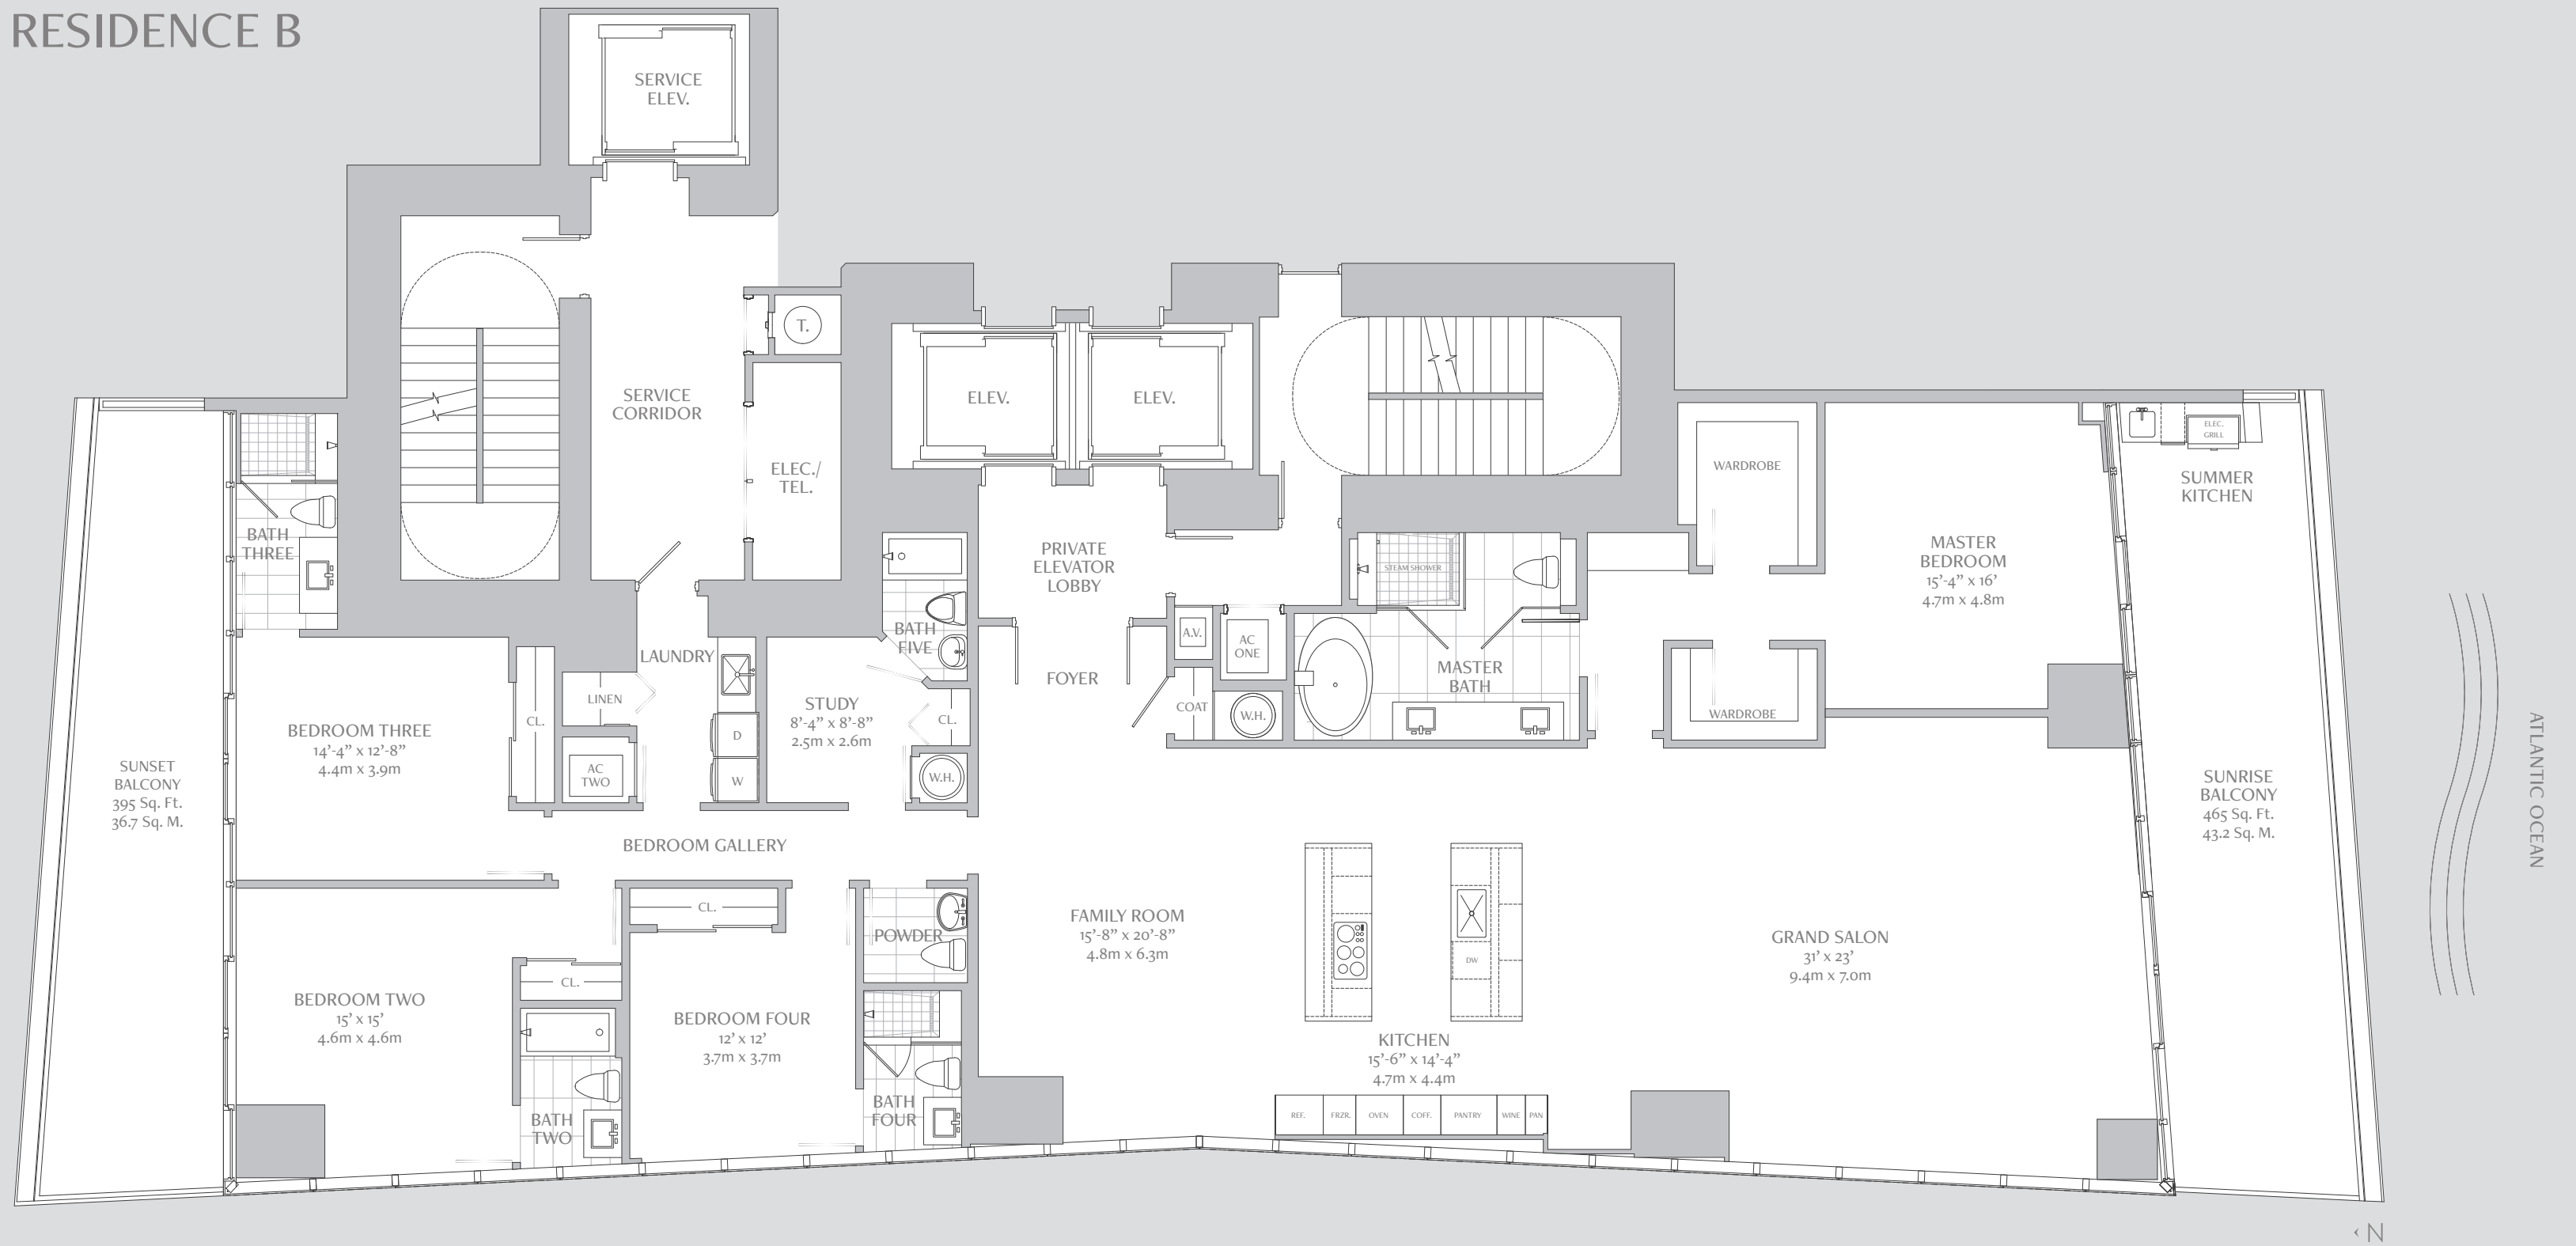 RESIDENCE B
SERVICE
ELEV.
T.
SERVICE
CORRIDOR
ELEC./
TEL.
ELEV.
ELEV.
PRIVATE
ELEVATOR
LOBBY
FOYER
A.V.
AC
ONE
COAT
W.H.
STEAM SHOWER
MASTER
BATH
WARDROBE
WARDROBE
MASTER
BEDROOM
15’-4” x 16’
4.7m x 4.8m
ELEC.
GRILL
SUMMER
KITCHEN
SUNRISE
BALCONY
465 Sq. Ft.
43.2 Sq. M.
ATLANTIC OCEAN
BATH
THREE
BEDROOM THREE
14’-4” x 12’-8”
4.4m x 3.9m
SUNSET
BALCONY
395 Sq. Ft.
36.7 Sq. M.
CL.
LINEN
AC
TWO
LAUNDRY
D
W
STUDY
8’-4” x 8’-8”
2.5m x 2.6m
BATH
FIVE
CL.
W.H.
BEDROOM GALLERY
BEDROOM TWO
15’ x 15’
4.6m x 4.6m
CL.
BATH
TWO
CL.
BEDROOM FOUR
12’ x 12’
3.7m x 3.7m
POWDER
BATH
FOUR
FAMILY ROOM
15’-8” x 20’-8”
4.8m x 6.3m
DW
KITCHEN
15’-6” x 14’-4”
4.7m x 4.4m
REF.
FRZR.
OVEN
COFF.
PANTRY
WINE
PAN
GRAND SALON
31’ x 23’
9.4m x 7.0m
‹ N